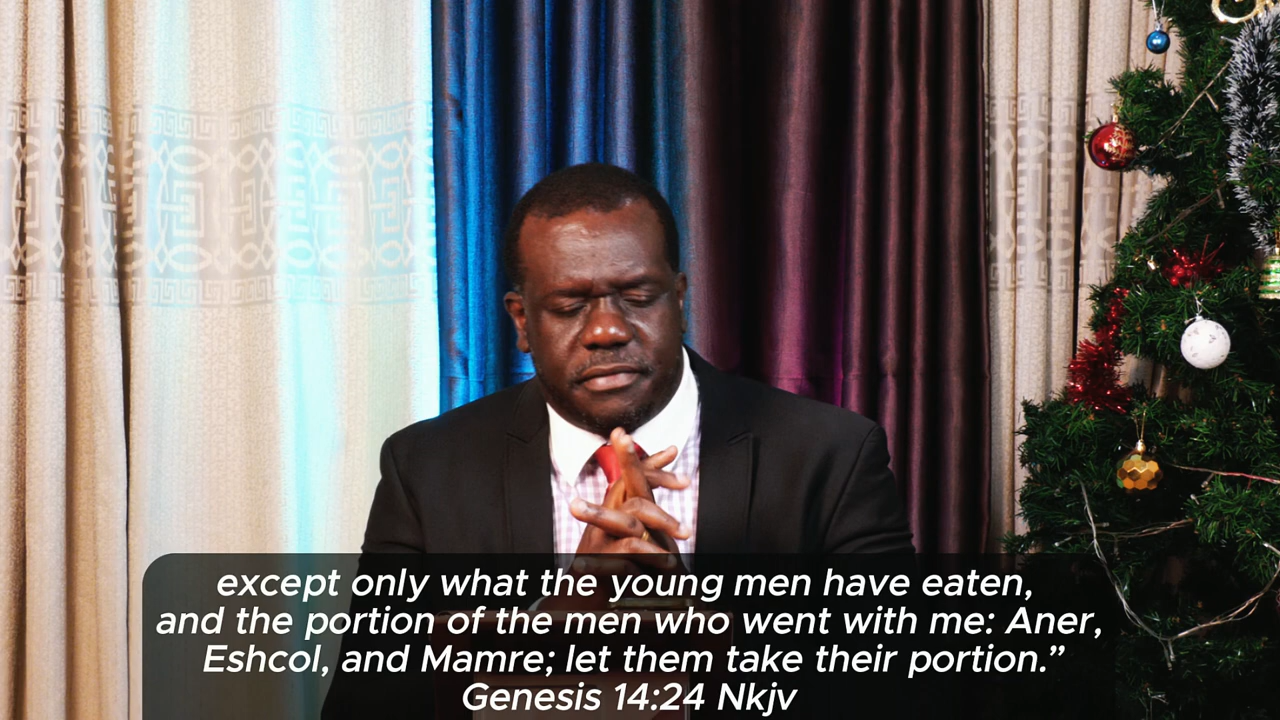 except only what the young men have eaten,
and the portion of the men who went with me: Aner,
Eshcol, and Mamre; let them take their portion.”
Genesis 14:24 Nkjv